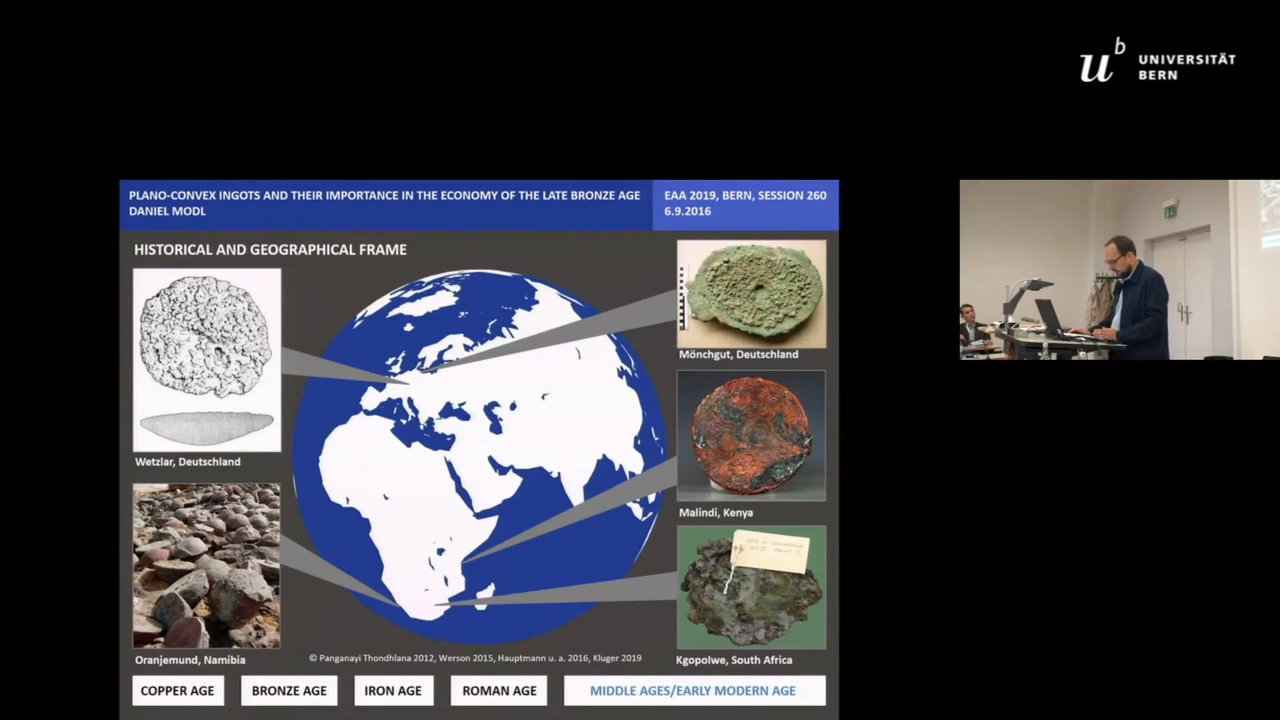 u^b
UNIVERSITÄT
BERN
PLANO-CONVEX INGOTS AND THEIR IMPORTANCE IN THE ECONOMY OF THE LATE BRONZE AGE
DANIEL MODL
EAA 2019, BERN, SESSION 260
6.9.2016
HISTORICAL AND GEOGRAPHICAL FRAME
Wetzlar, Deutschland
Oranjemund, Namibia
Mönchgut, Deutschland
Malindi, Kenya
Kgopolwe, South Africa
© Panganayi Thondhlana 2012, Werson 2015, Hauptmann u. a. 2016, Kluger 2019
COPPER AGE
BRONZE AGE
IRON AGE
ROMAN AGE
MIDDLE AGES/EARLY MODERN AGE